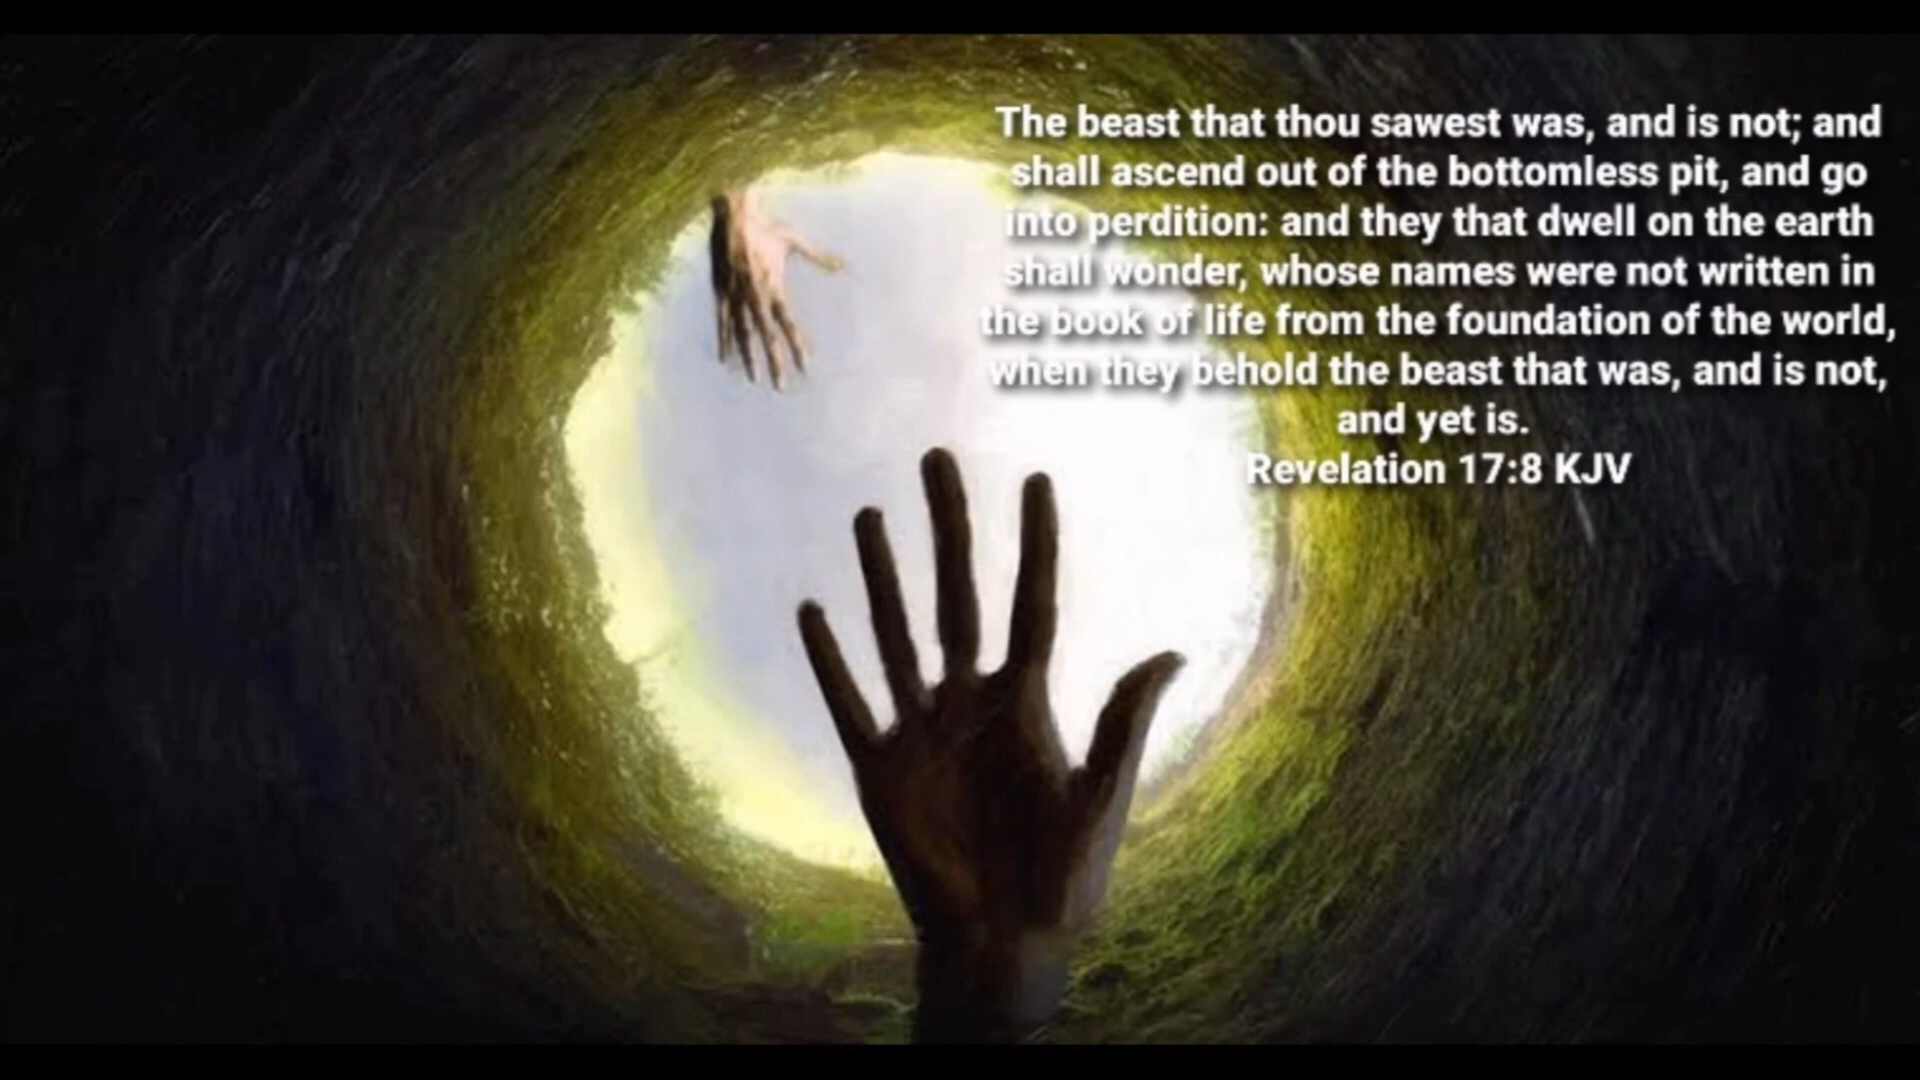 The beast that thou sawest was, and is not; and
shall ascend out of the bottomless pit, and go
into perdition: and they that dwell on the earth
shall wonder, whose names were not written in
the book of life from the foundation of the world,
when they behold the beast that was, and is not,
and yet is.
Revelation 17:8 KJV